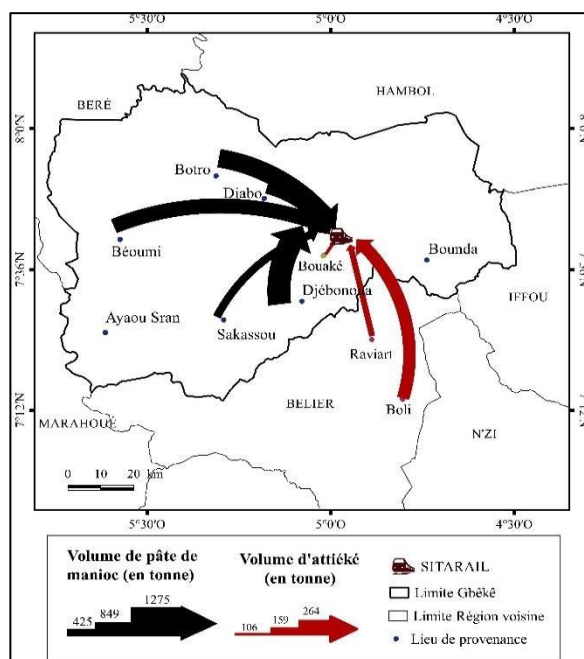 5°30'O 5°0'O 4°30'O
HAMBOL
BERÉ
8°0'N
Botro
Diabo
Béoumi
Bouaké
Bounda
7°36'N
Djébonoua
IFFOU
Ayaou Sran
Sakassou
Raviart
BELIER
Boli
7°12'N
MARAHOUÉ
N'ZI
0 10 20 km
5°30'O 5°0'O 4°30'O
Volume de pâte de
manioc (en tonne)
425 849 1275
Volume d'attiéké
(en tonne)
106 159 264
SITARAIL
Limite Gbêkê
Limite Région voisine
Lieu de provenance